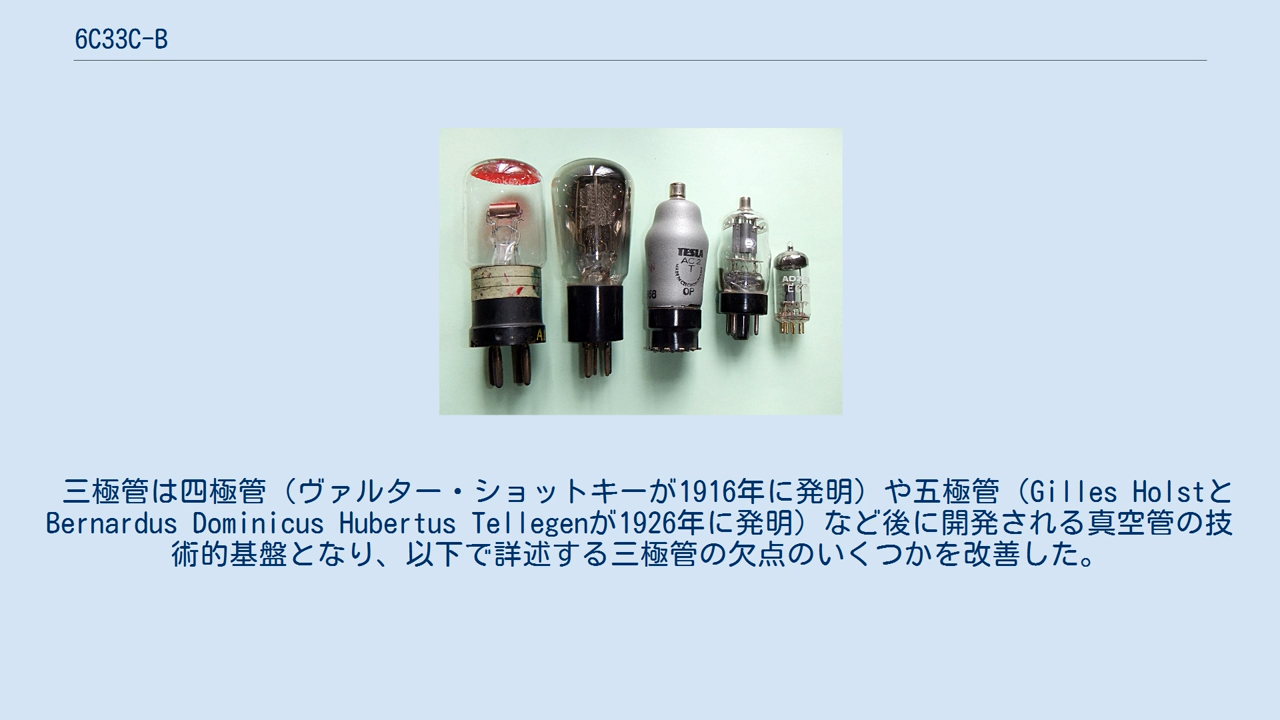 6C33C-B
TESLA
AC2
T
OP
三極管は四極管（ヴァルター・ショットキーが1916年に発明）や五極管（Gilles Holstと
Bernardus Dominicus Hubertus Tellegenが1926年に発明）など後に開発される真空管の技
術的基盤となり、以下で詳述する三極管の欠点のいくつかを改善した。